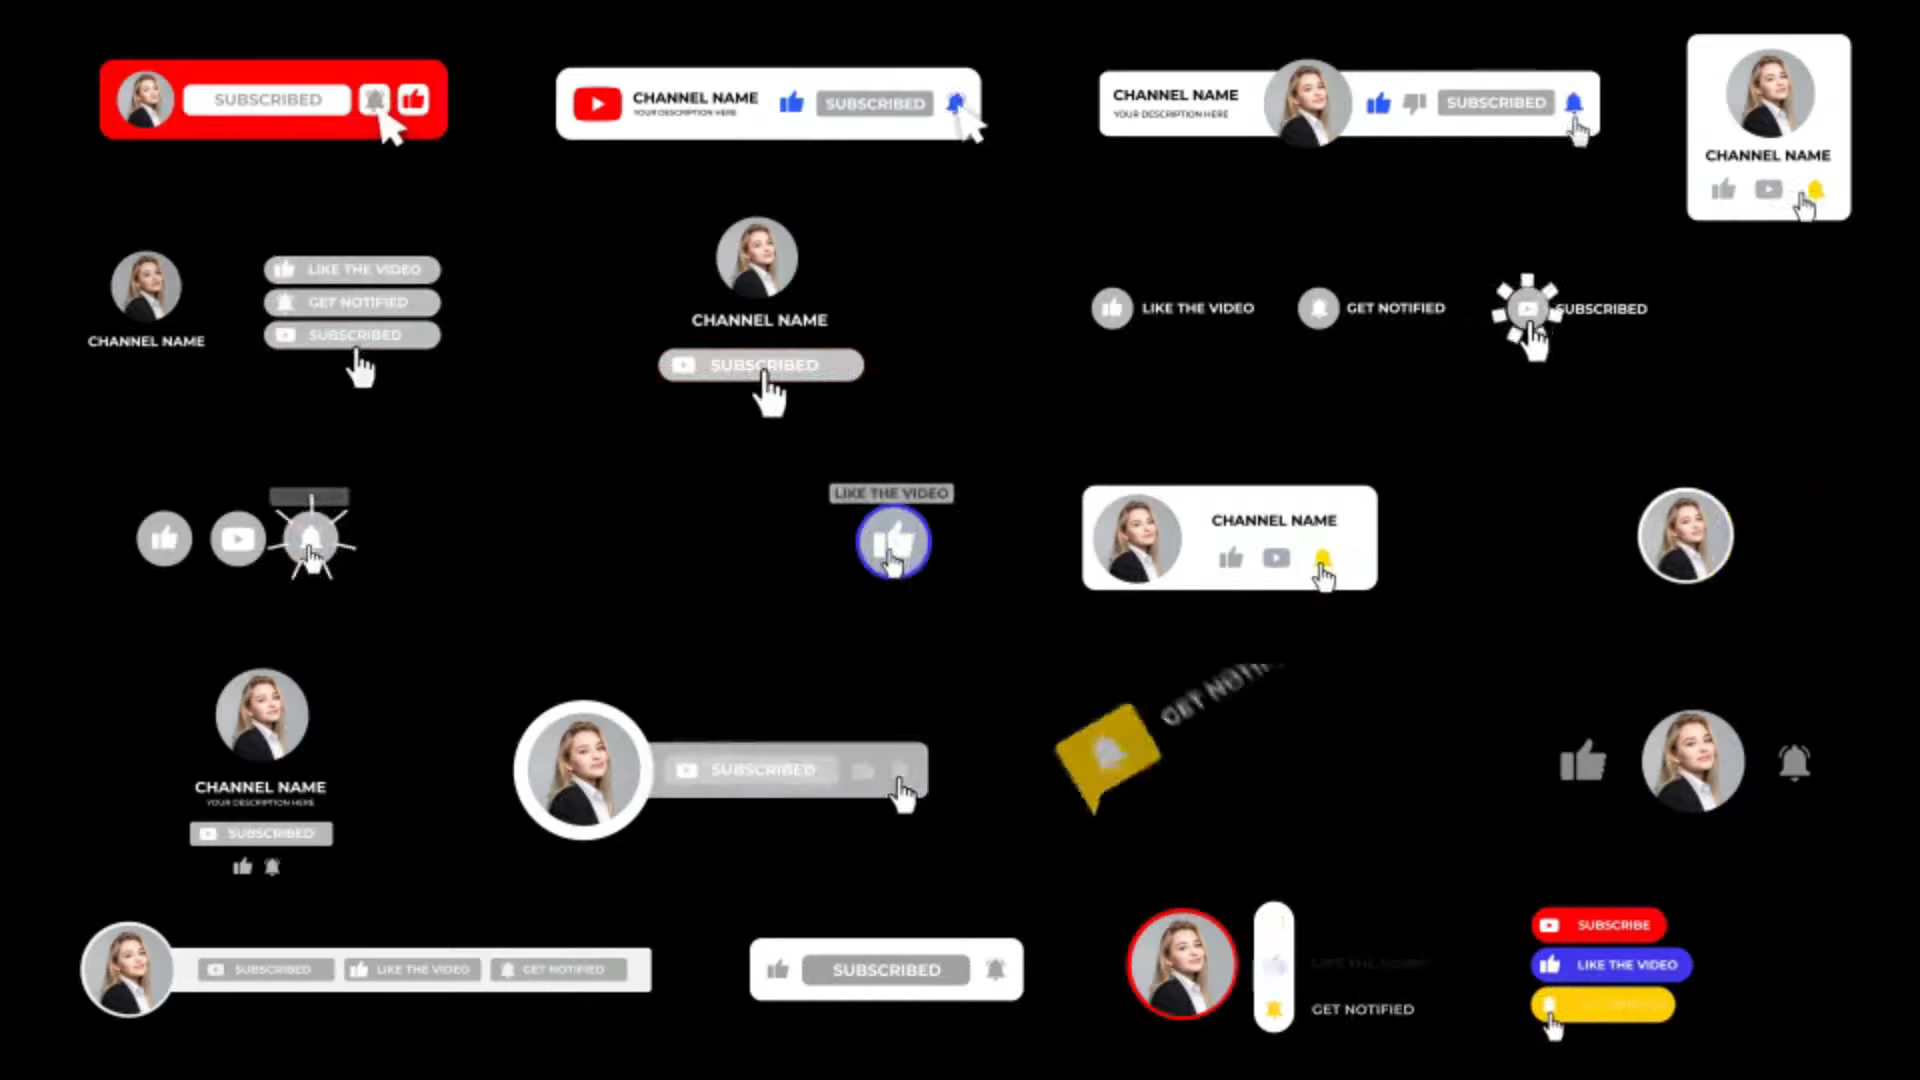 SUBSCRIBED
CHANNEL NAME
YOUR DESCRIPTION HERE
SUBSCRIBED
CHANNEL NAME
YOUR DESCRIPTION HERE
SUBSCRIBED
CHANNEL NAME
CHANNEL NAME
LIKE THE VIDEO
GET NOTIFIED
SUBSCRIBED
CHANNEL NAME
SUBSCRIBED
LIKE THE VIDEO
GET NOTIFIED
SUBSCRIBED
LIKE THE VIDEO
CHANNEL NAME
CHANNEL NAME
YOUR DESCRIPTION HERE
SUBSCRIBED
SUBSCRIBED
GET
SUBSCRIBED
LIKE THE VIDEO
GET NOTIFIED
SUBSCRIBED
LIKE THE
GET NOTIFIED
SUBSCRIBE
LIKE THE VIDEO